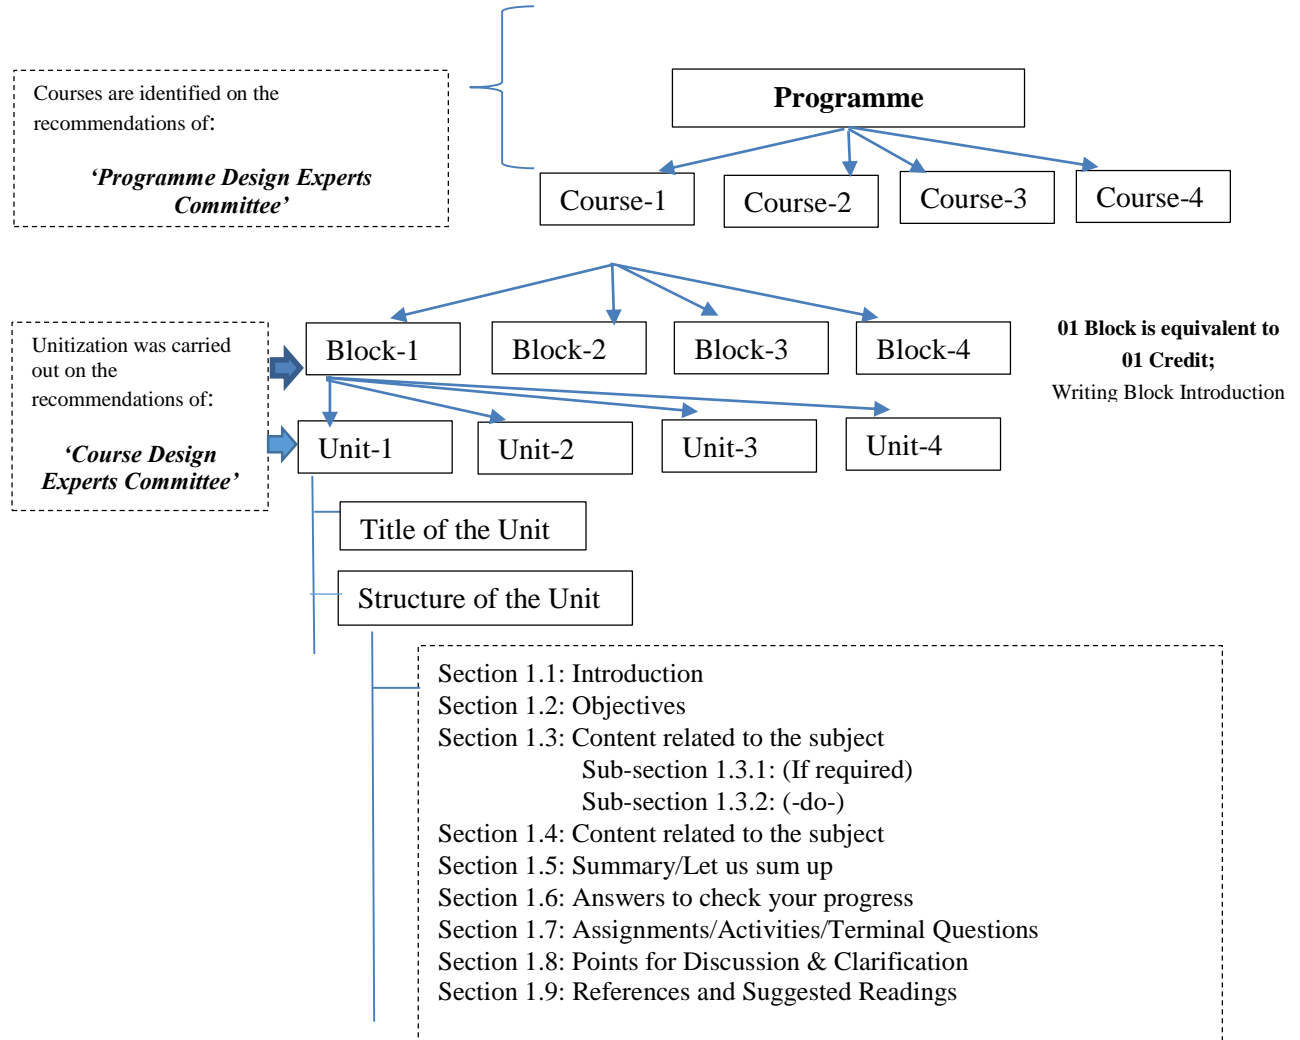 Courses are identified on the
recommendations of:
‘Programme Design Experts
Committee’
Programme
Course-1
Course-2
Course-3
Course-4
Unitization was carried
out on the
recommendations of:
‘Course Design
Experts Committee’
Block-1
Block-2
Block-3
Block-4
01 Block is equivalent to
01 Credit;
Writing Block Introduction
Unit-1
Unit-2
Unit-3
Unit-4
Title of the Unit
Structure of the Unit
Section 1.1: Introduction
Section 1.2: Objectives
Section 1.3: Content related to the subject
Sub-section 1.3.1: (If required)
Sub-section 1.3.2: (-do-)
Section 1.4: Content related to the subject
Section 1.5: Summary/Let us sum up
Section 1.6: Answers to check your progress
Section 1.7: Assignments/Activities/Terminal Questions
Section 1.8: Points for Discussion & Clarification
Section 1.9: References and Suggested Readings